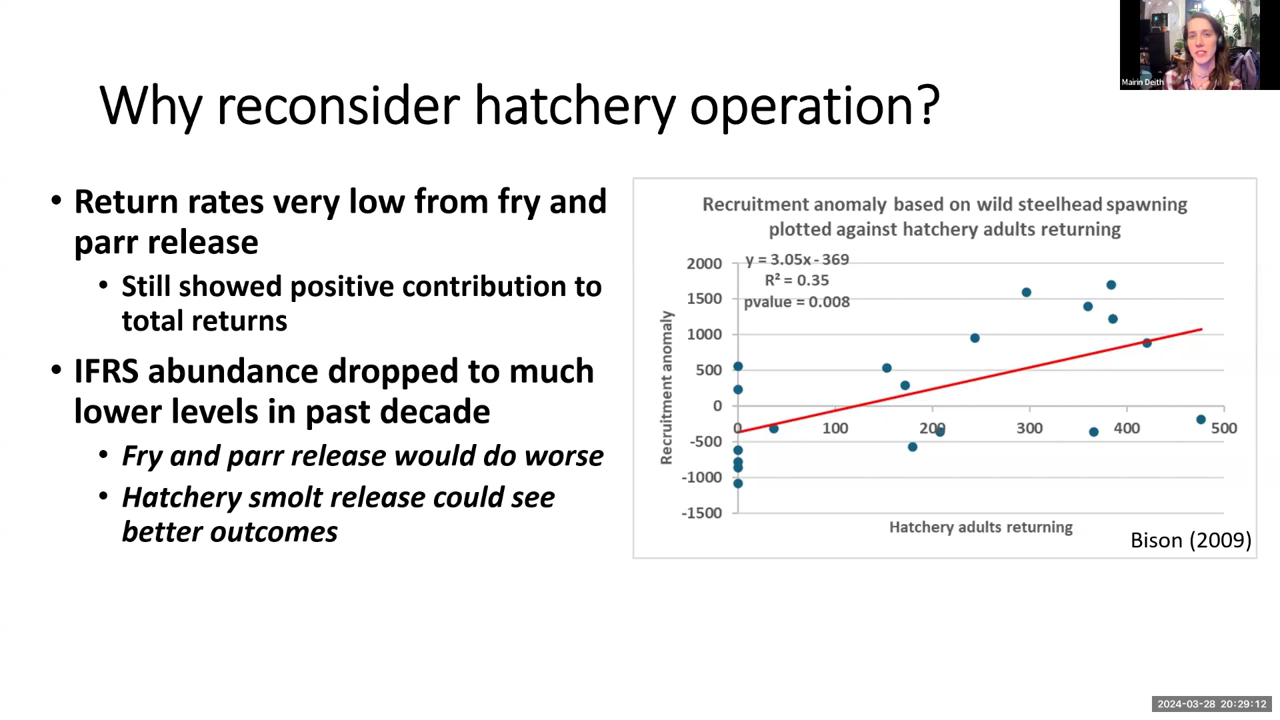 Mairin Deith
Why reconsider hatchery operation?
• Return rates very low from fry and
parr release
• Still showed positive contribution to
total returns
• IFRS abundance dropped to much
lower levels in past decade
• Fry and parr release would do worse
• Hatchery smolt release could see
better outcomes
Recruitment anomaly based on wild steelhead spawning
plotted against hatchery adults returning
y = 3.05x - 369
R² = 0.35
pvalue = 0.008
Recruitment anomaly
2000
1500
1000
500
0
-500
-1000
-1500
0 100 200 300 400 500
Hatchery adults returning
Bison (2009)
2024-03-28 20:29:12